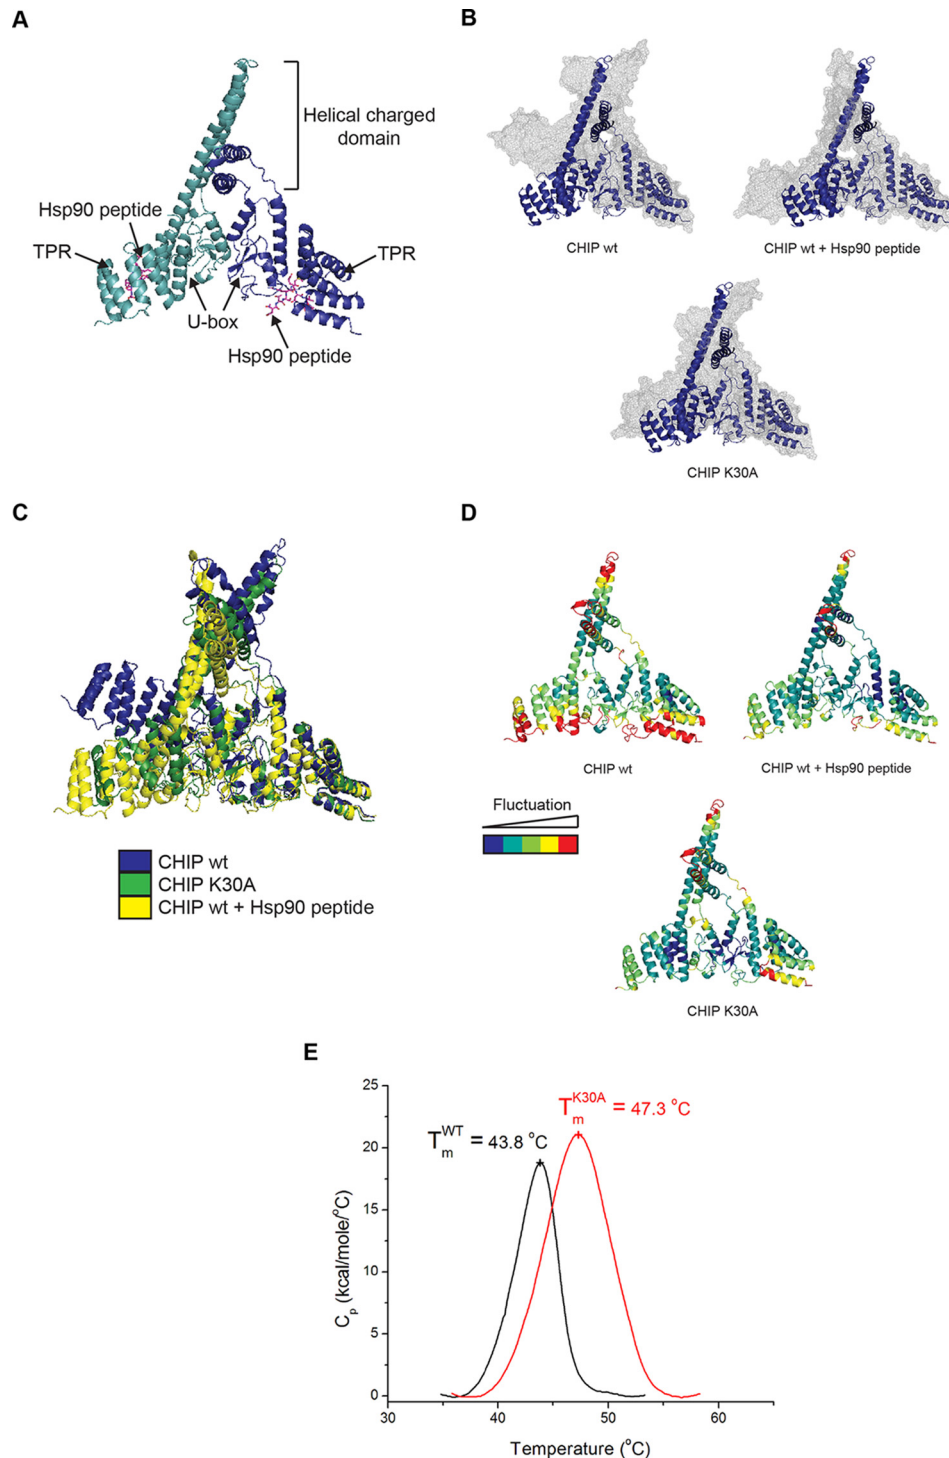 A
Helical charged
domain
Hsp90 peptide
TPR
TPR
U-box
Hsp90 peptide
B
CHIP wt
CHIP wt + Hsp90 peptide
CHIP K30A
C
CHIP wt
CHIP K30A
CHIP wt + Hsp90 peptide
D
CHIP wt
CHIP wt + Hsp90 peptide
Fluctuation
CHIP K30A
E
25
20
15
10
5
0
30
40
50
60
C_p (kcal/mole/°C)
Temperature (°C)
T_m^WT = 43.8 °C
T_m^K30A = 47.3 °C